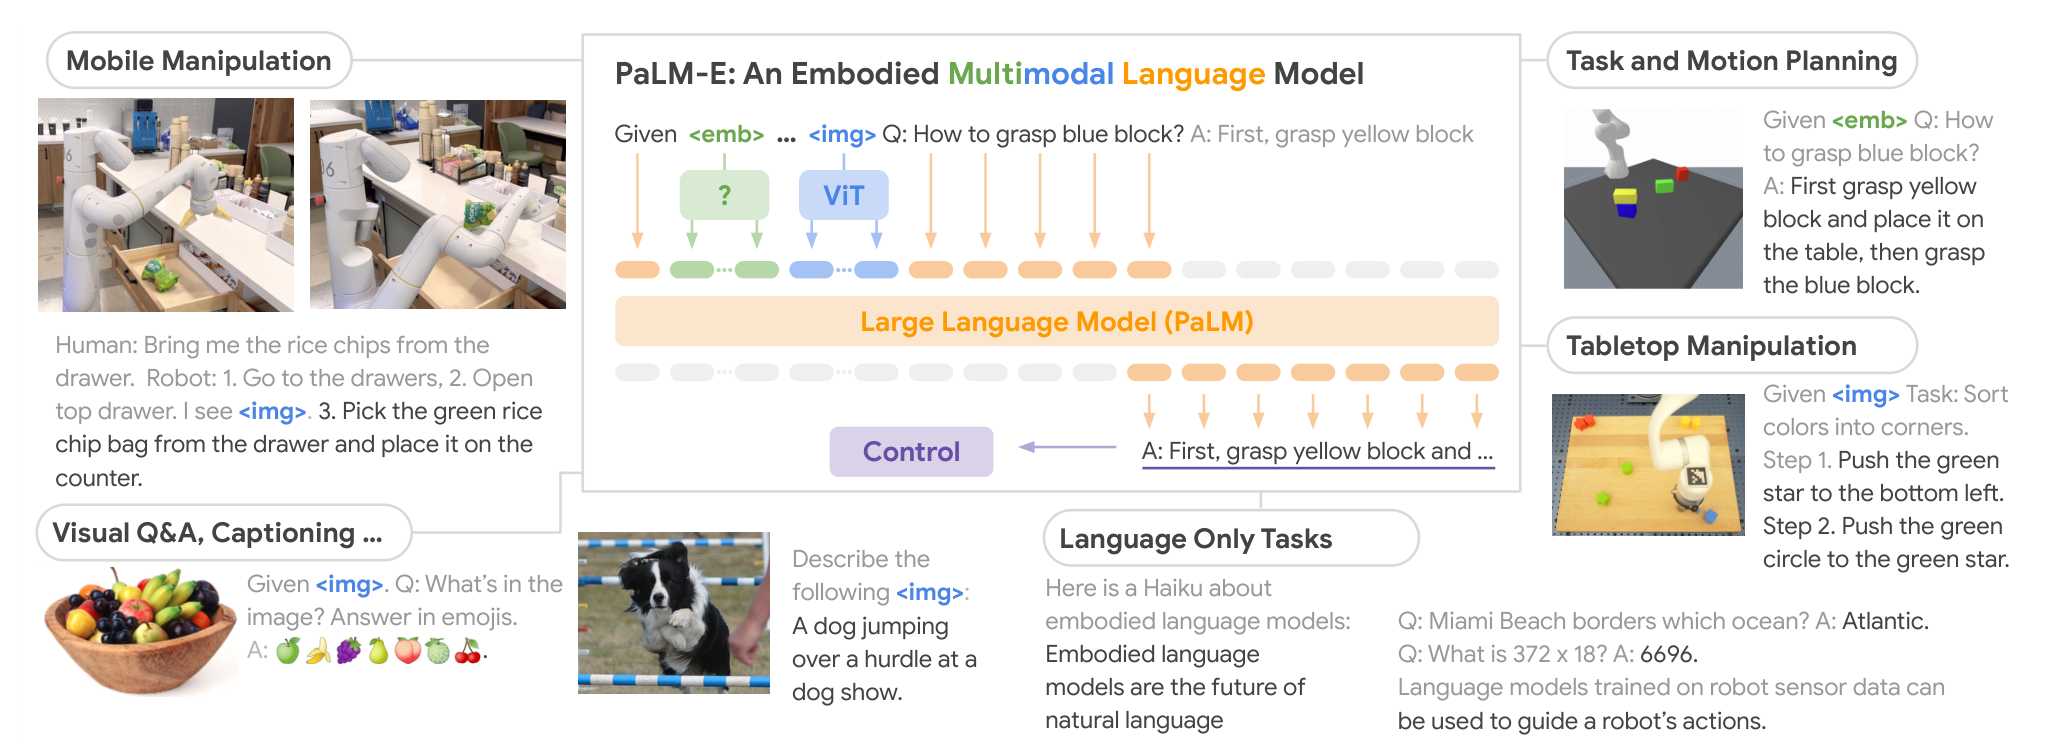 Mobile Manipulation
Human: Bring me the rice chips from the
drawer. Robot: 1. Go to the drawers, 2. Open
top drawer. I see <img>. 3. Pick the green rice
chip bag from the drawer and place it on the
counter.
Visual Q&A, Captioning ...
Given <img>. Q: What's in the
image? Answer in emojis.
A: 🍏🍌🍇🍐🍑🍈🍒.
PaLM-E: An Embodied Multimodal Language Model
Given <emb> ... <img> Q: How to grasp blue block? A: First, grasp yellow block
?
ViT
Large Language Model (PaLM)
Control
A: First, grasp yellow block and ...
Describe the
following <img>:
A dog jumping
over a hurdle at a
dog show.
Language Only Tasks
Here is a Haiku about
embodied language models:
Embodied language
models are the future of
natural language
Q: Miami Beach borders which ocean? A: Atlantic.
Q: What is 372 x 18? A: 6696.
Language models trained on robot sensor data can
be used to guide a robot's actions.
Task and Motion Planning
Given <emb> Q: How
to grasp blue block?
A: First grasp yellow
block and place it on
the table, then grasp
the blue block.
Tabletop Manipulation
Given <img> Task: Sort
colors into corners.
Step 1. Push the green
star to the bottom left.
Step 2. Push the green
circle to the green star.